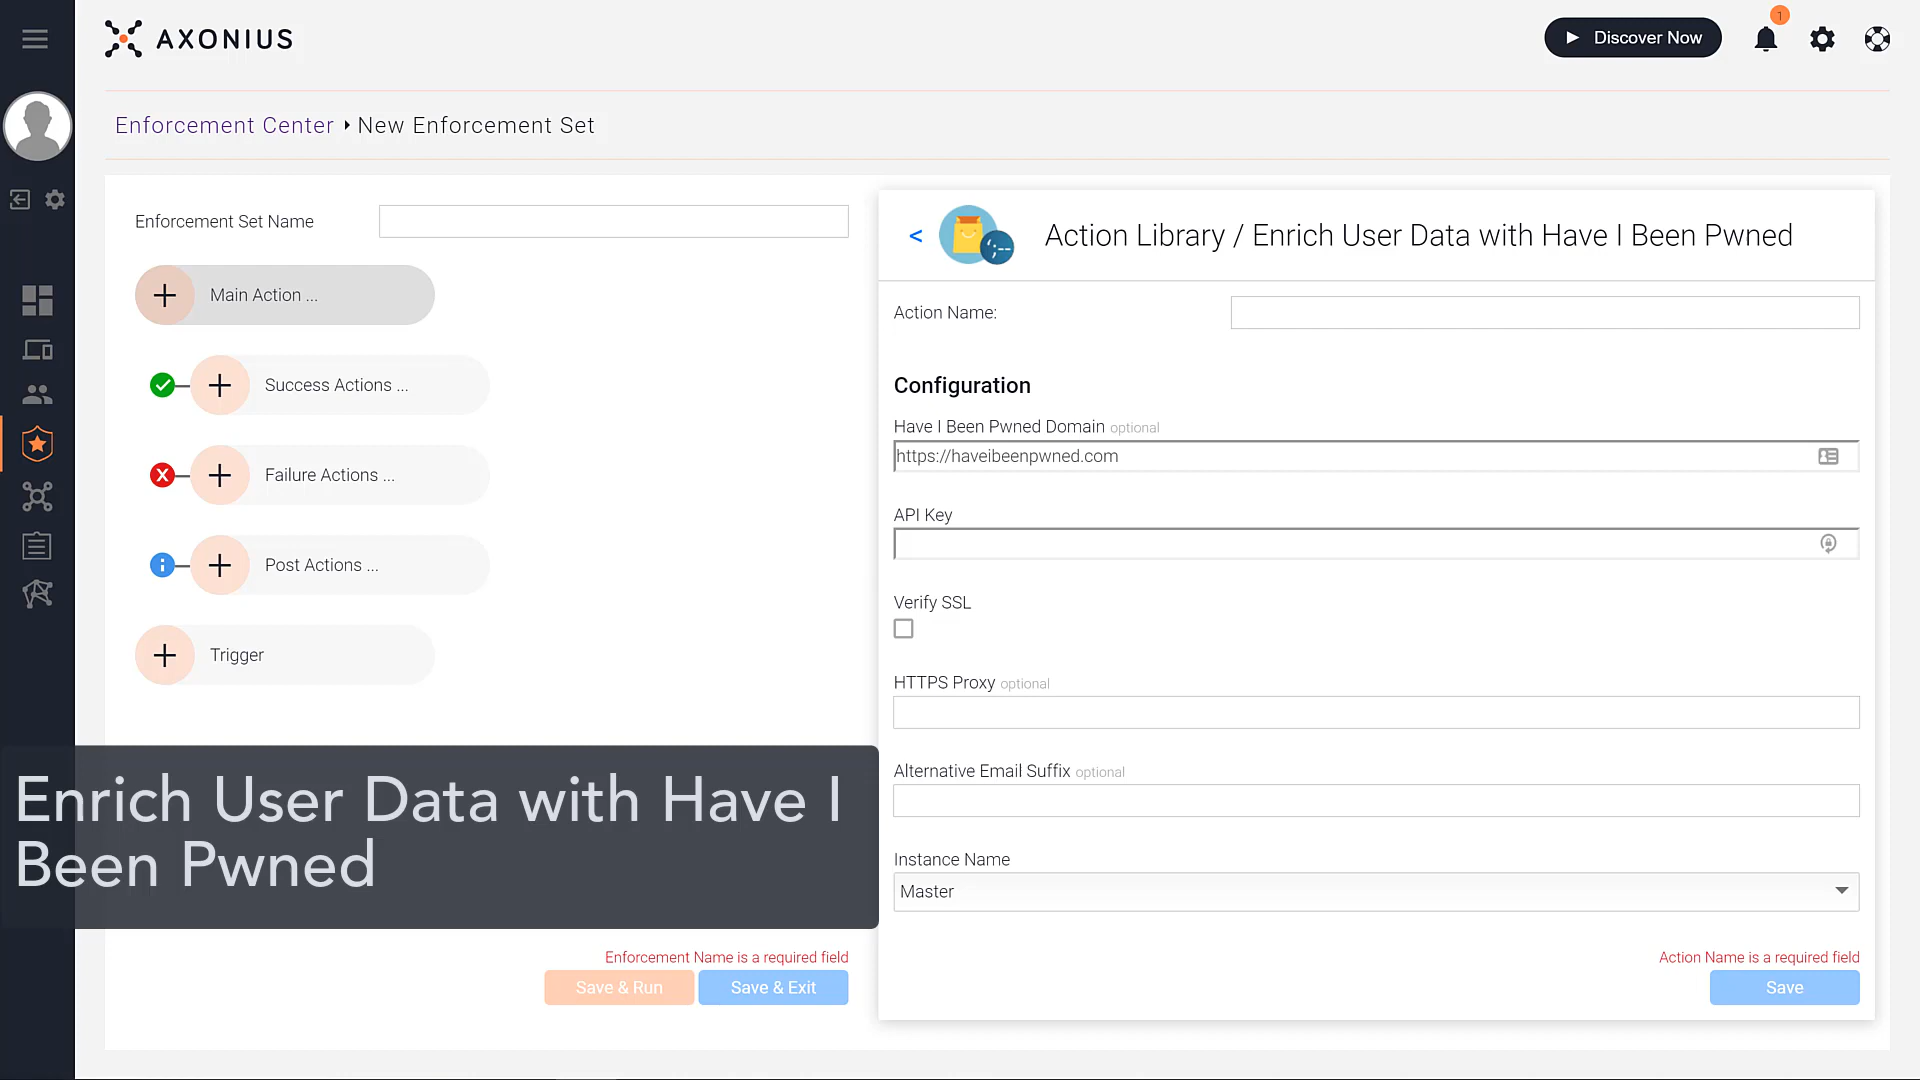 AXONIUS
Discover Now
1
Enforcement Center ▸ New Enforcement Set
Enforcement Set Name
Main Action ...
Success Actions ...
Failure Actions ...
Post Actions ...
Trigger
Enrich User Data with Have I
Been Pwned
Enforcement Name is a required field
Save & Run
Save & Exit
< Action Library / Enrich User Data with Have I Been Pwned
Action Name:
Configuration
Have I Been Pwned Domain optional
https://haveibeenpwned.com
API Key
Verify SSL
HTTPS Proxy optional
Alternative Email Suffix optional
Instance Name
Master
Action Name is a required field
Save